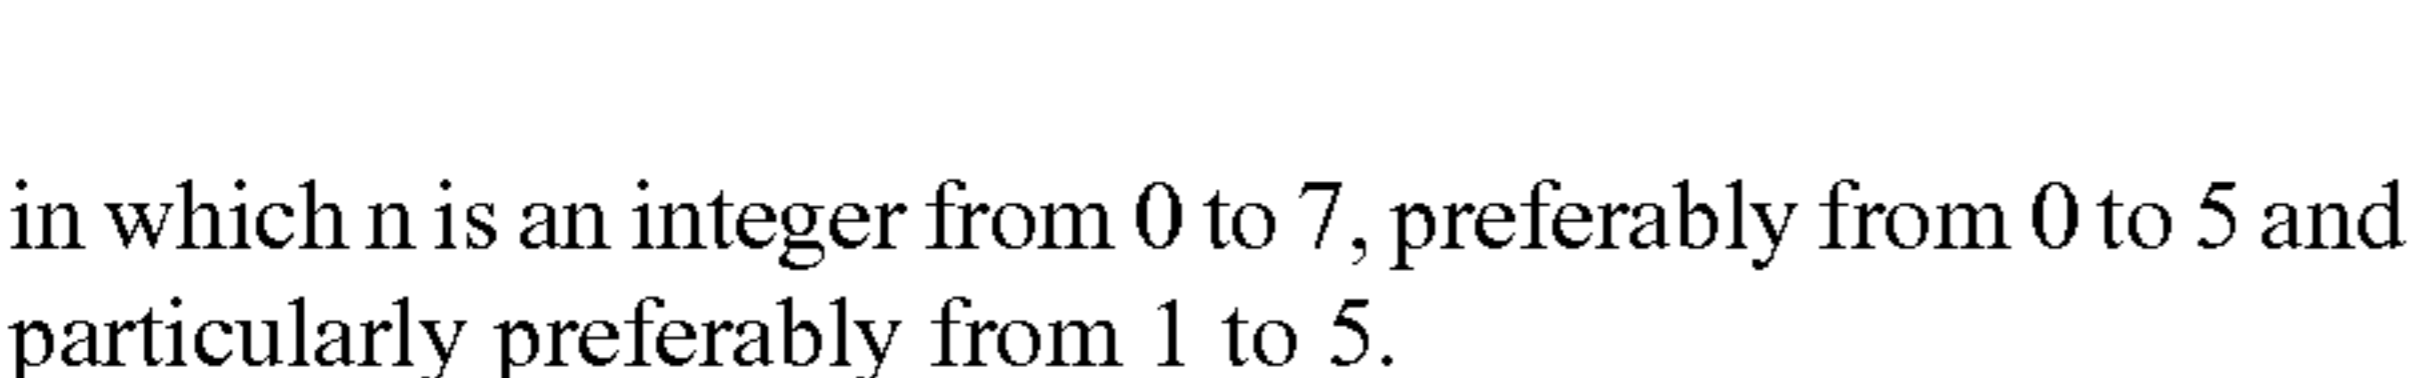 in which n is an integer from 0 to 7, preferably from 0 to 5 and
particularly preferably from 1 to 5.